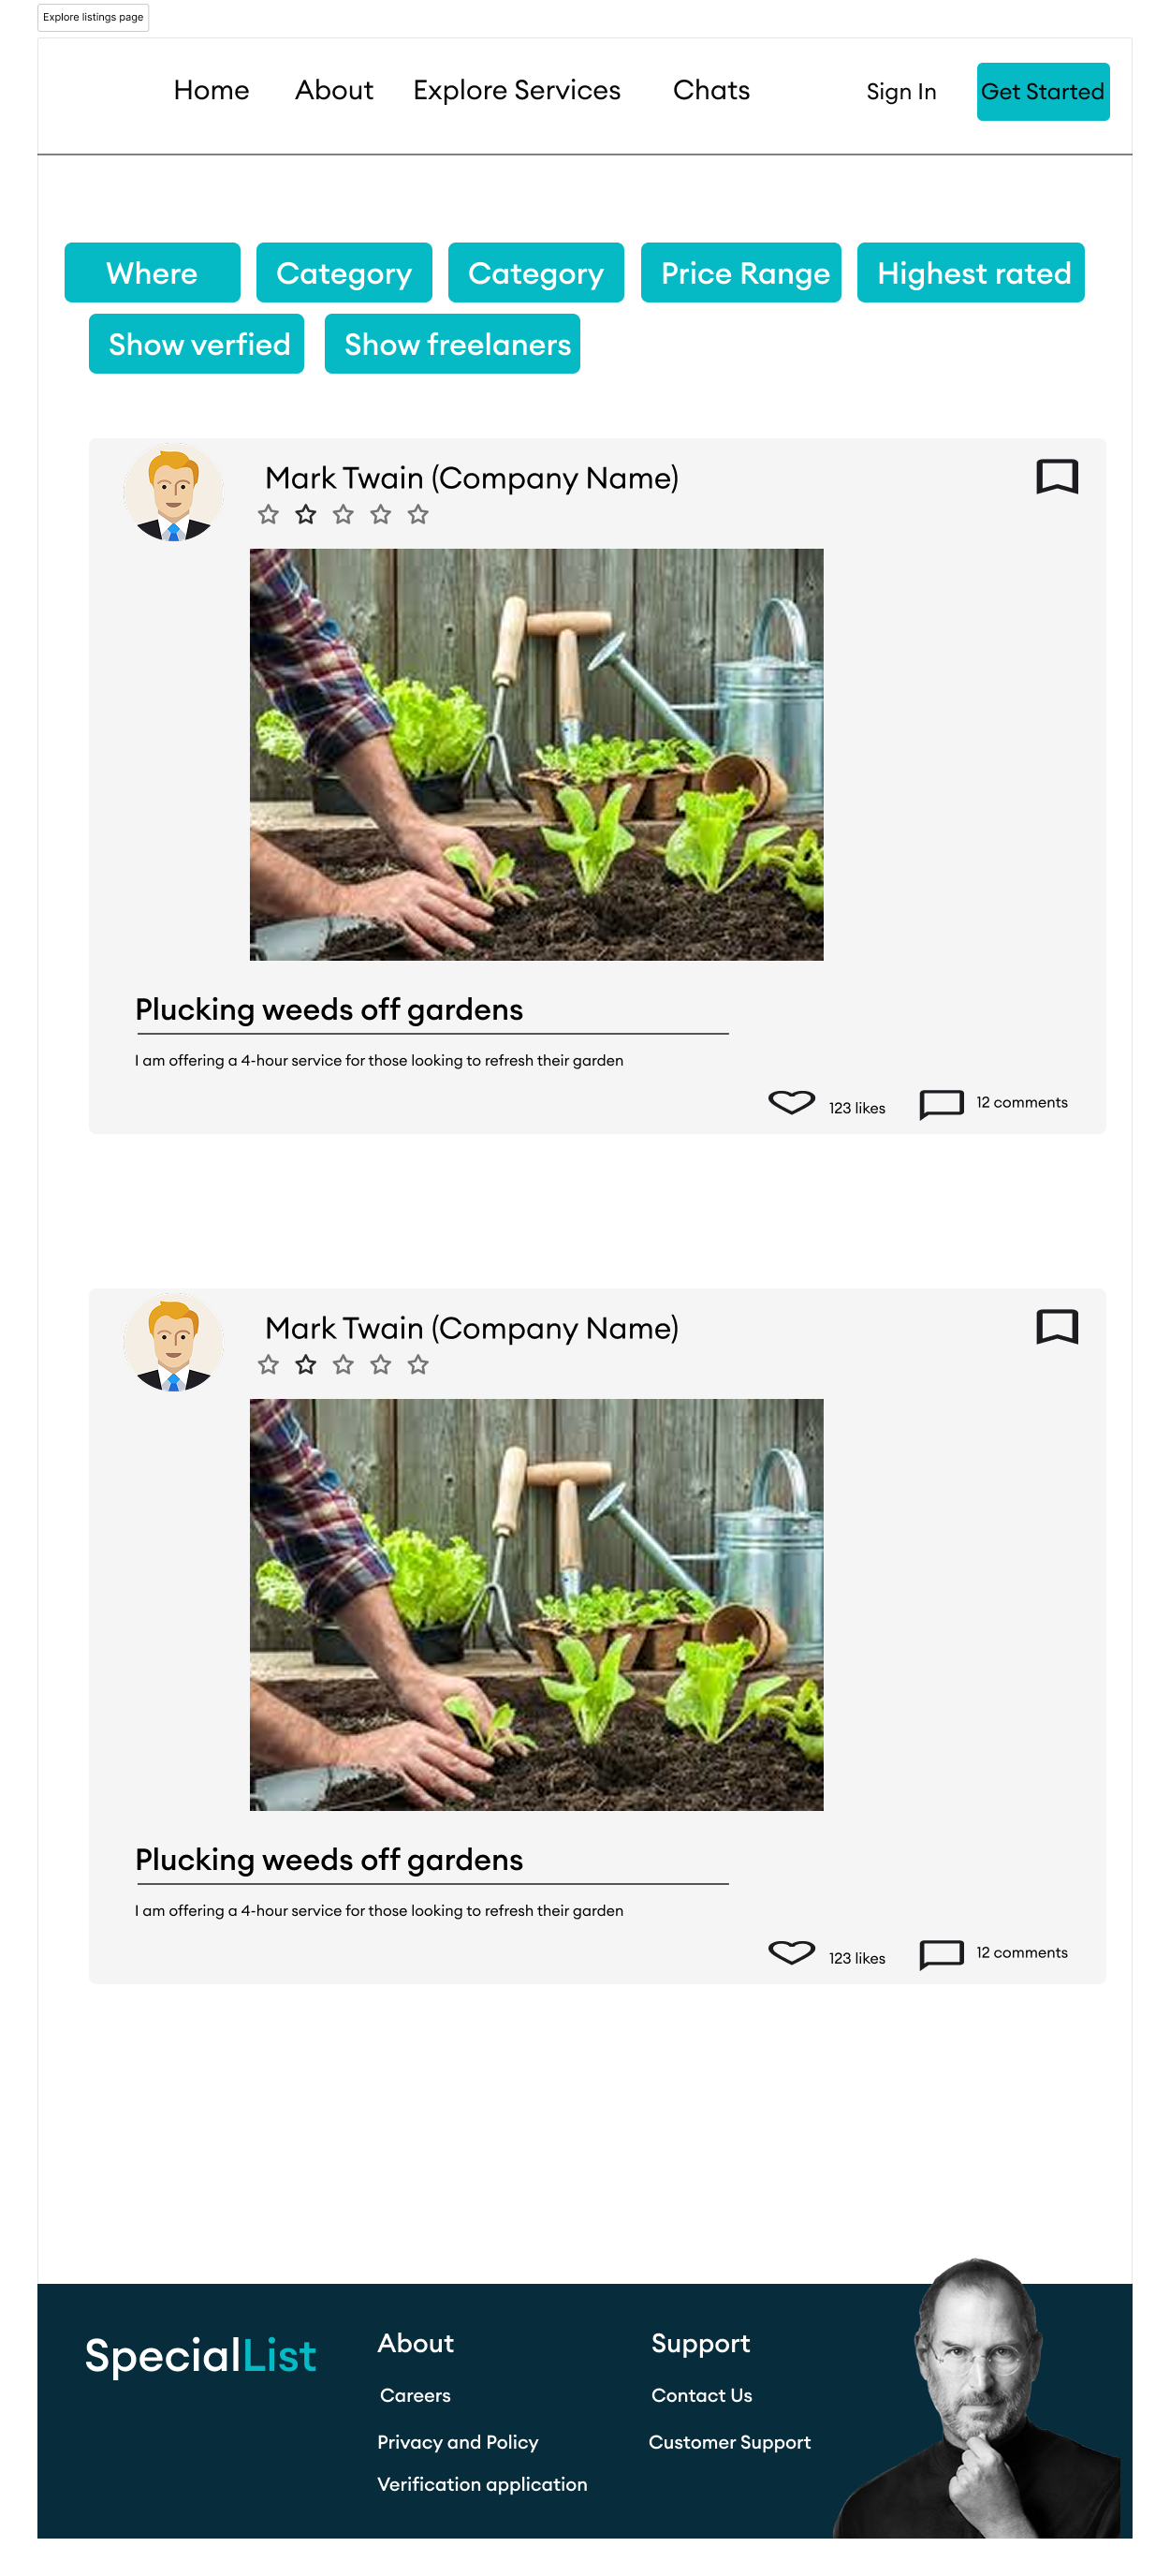 Explore listings page
Home About Explore Services Chats Sign In Get Started
Where Category Category Price Range Highest rated
Show verfied Show freelaners
Mark Twain (Company Name)
Plucking weeds off gardens
I am offering a 4-hour service for those looking to refresh their garden
123 likes 12 comments
Mark Twain (Company Name)
Plucking weeds off gardens
I am offering a 4-hour service for those looking to refresh their garden
123 likes 12 comments
SpecialList
About
Careers
Privacy and Policy
Verification application
Support
Contact Us
Customer Support